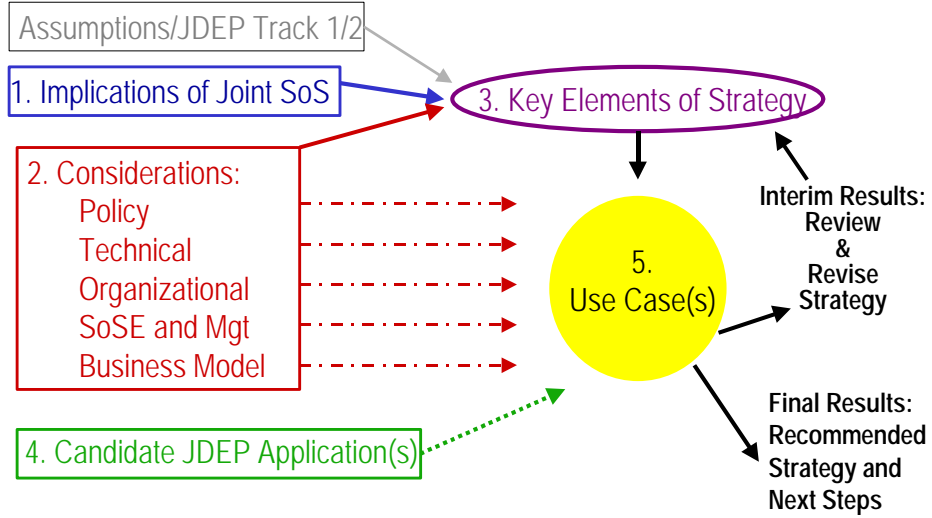 Assumptions/JDEP Track 1/2
1. Implications of Joint SoS
3. Key Elements of Strategy
2. Considerations:
Policy
Technical
Organizational
SoSE and Mgt
Business Model
5.
Use Case(s)
Interim Results:
Review
&
Revise
Strategy
4. Candidate JDEP Application(s)
Final Results:
Recommended
Strategy and
Next Steps